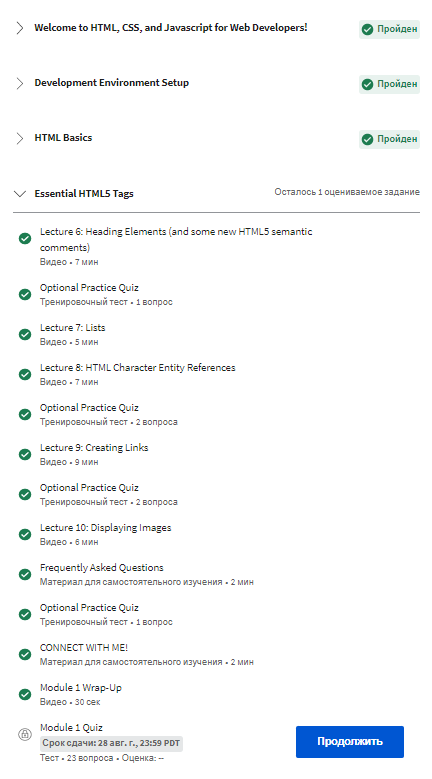 Welcome to HTML, CSS, and Javascript for Web Developers!
Пройден
Development Environment Setup
Пройден
HTML Basics
Пройден
Essential HTML5 Tags
Осталось 1 оцениваемое задание
Lecture 6: Heading Elements (and some new HTML5 semantic
comments)
Видео • 7 мин
Optional Practice Quiz
Тренировочный тест • 1 вопрос
Lecture 7: Lists
Видео • 5 мин
Lecture 8: HTML Character Entity References
Видео • 7 мин
Optional Practice Quiz
Тренировочный тест • 2 вопроса
Lecture 9: Creating Links
Видео • 9 мин
Optional Practice Quiz
Тренировочный тест • 2 вопроса
Lecture 10: Displaying Images
Видео • 6 мин
Frequently Asked Questions
Материал для самостоятельного изучения • 2 мин
Optional Practice Quiz
Тренировочный тест • 1 вопрос
CONNECT WITH ME!
Материал для самостоятельного изучения • 2 мин
Module 1 Wrap-Up
Видео • 30 сек
Module 1 Quiz
Срок сдачи: 28 авг. г., 23:59 PDT
Тест • 23 вопроса • Оценка: --
Продолжить